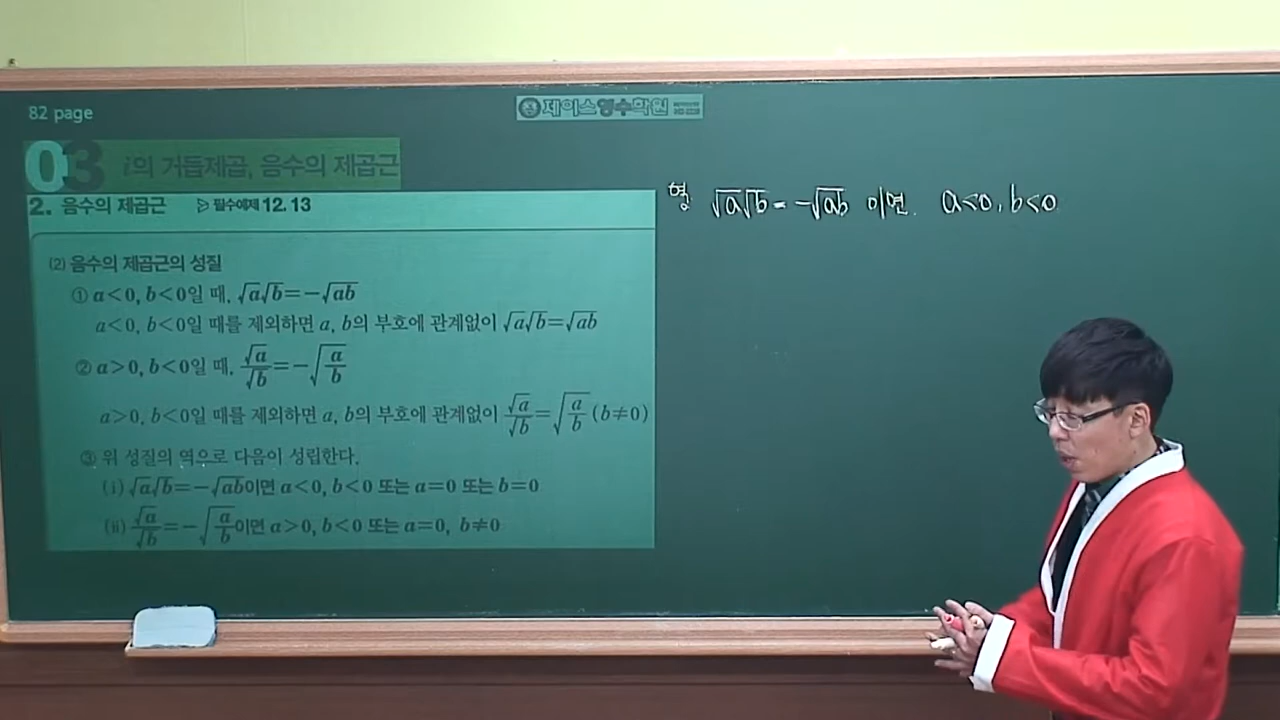 82 page
제이스영수학원
03 i의 거듭제곱, 음수의 제곱근
2. 음수의 제곱근 ▷ 필수예제 12, 13
(2) 음수의 제곱근의 성질
① a<0, b<0일 때, √a√b=-√ab
a<0, b<0일 때를 제외하면 a, b의 부호에 관계없이 √a√b=√ab
② a>0, b<0일 때, √a/√b=-√(a/b)
a>0, b<0일 때를 제외하면 a, b의 부호에 관계없이 √a/√b=√(a/b) (b≠0)
③ 위 성질의 역으로 다음이 성립한다.
(ⅰ) √a√b=-√ab이면 a<0, b<0 또는 a=0 또는 b=0
(ⅱ) √a/√b=-√(a/b)이면 a>0, b<0 또는 a=0, b≠0
√a√b=-√ab 이면. a<0, b<0